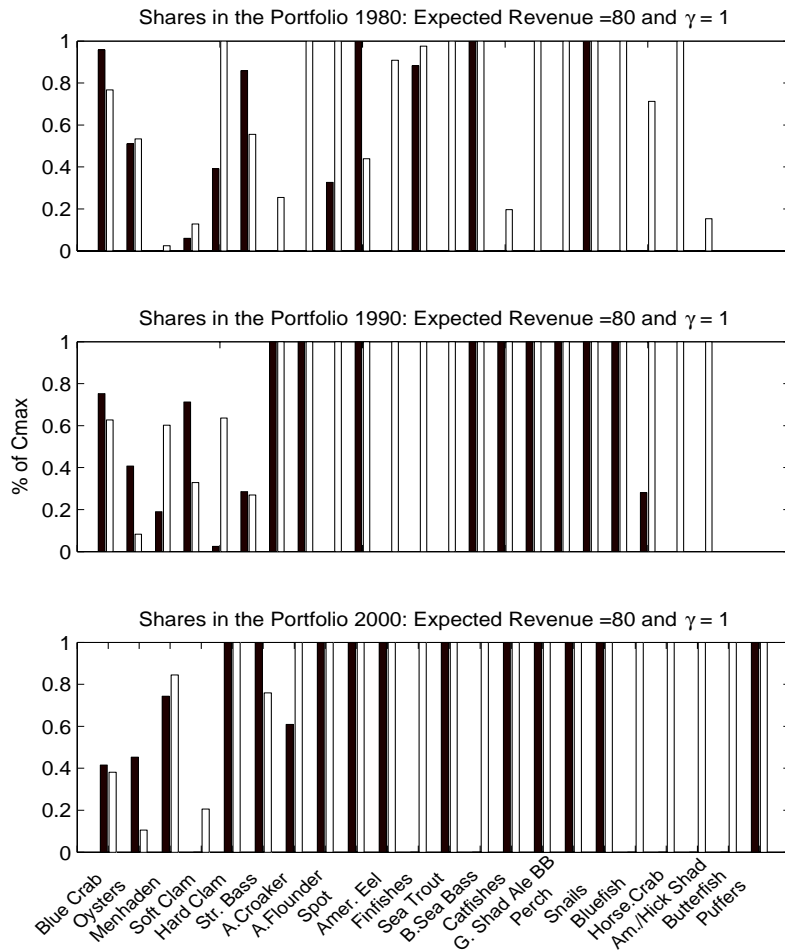 Shares in the Portfolio 1980: Expected Revenue =80 and γ = 1
1
0.8
0.6
0.4
0.2
0
Shares in the Portfolio 1990: Expected Revenue =80 and γ = 1
1
0.8
0.6
0.4
0.2
0
% of Cmax
Shares in the Portfolio 2000: Expected Revenue =80 and γ = 1
1
0.8
0.6
0.4
0.2
0
Blue Crab
Oysters
Menhaden
Soft Clam
Hard Clam
Str. Bass
A.Croaker
A.Flounder
Spot
Amer. Eel
Finfishes
Sea Trout
B.Sea Bass
Catfishes
G. Shad Ale BB
Perch
Snails
Bluefish
Horse.Crab
Am./Hick Shad
Butterfish
Puffers